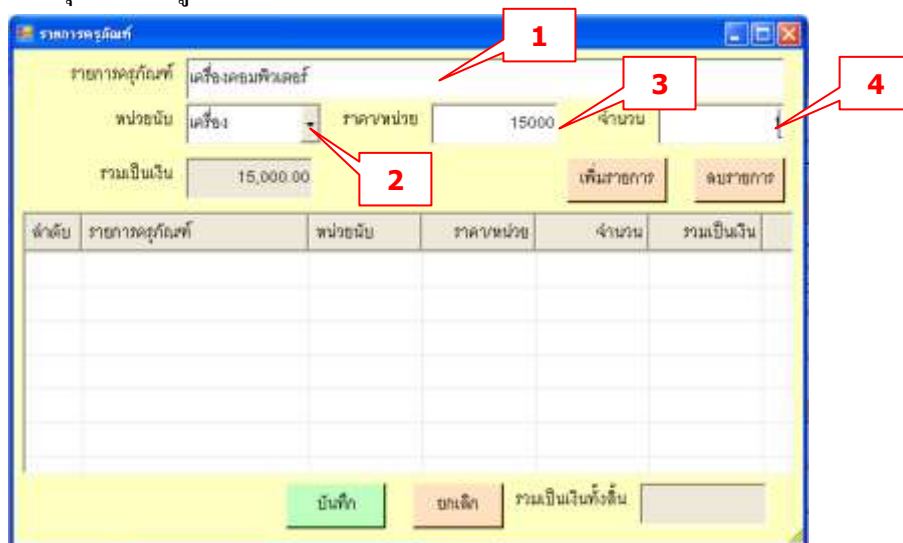 รายการครุภัณฑ์
1
รายการครุภัณฑ์ เครื่องคอมพิวเตอร์
3
4
หน่วยนับ เครื่อง ราคา/หน่วย 15000 จำนวน 1
รวมเป็นเงิน 15,000.00
2
เพิ่มรายการ ลบรายการ
ลำดับ รายการครุภัณฑ์ หน่วยนับ ราคา/หน่วย จำนวน รวมเป็นเงิน
บันทึก ยกเลิก รวมเป็นเงินทั้งสิ้น